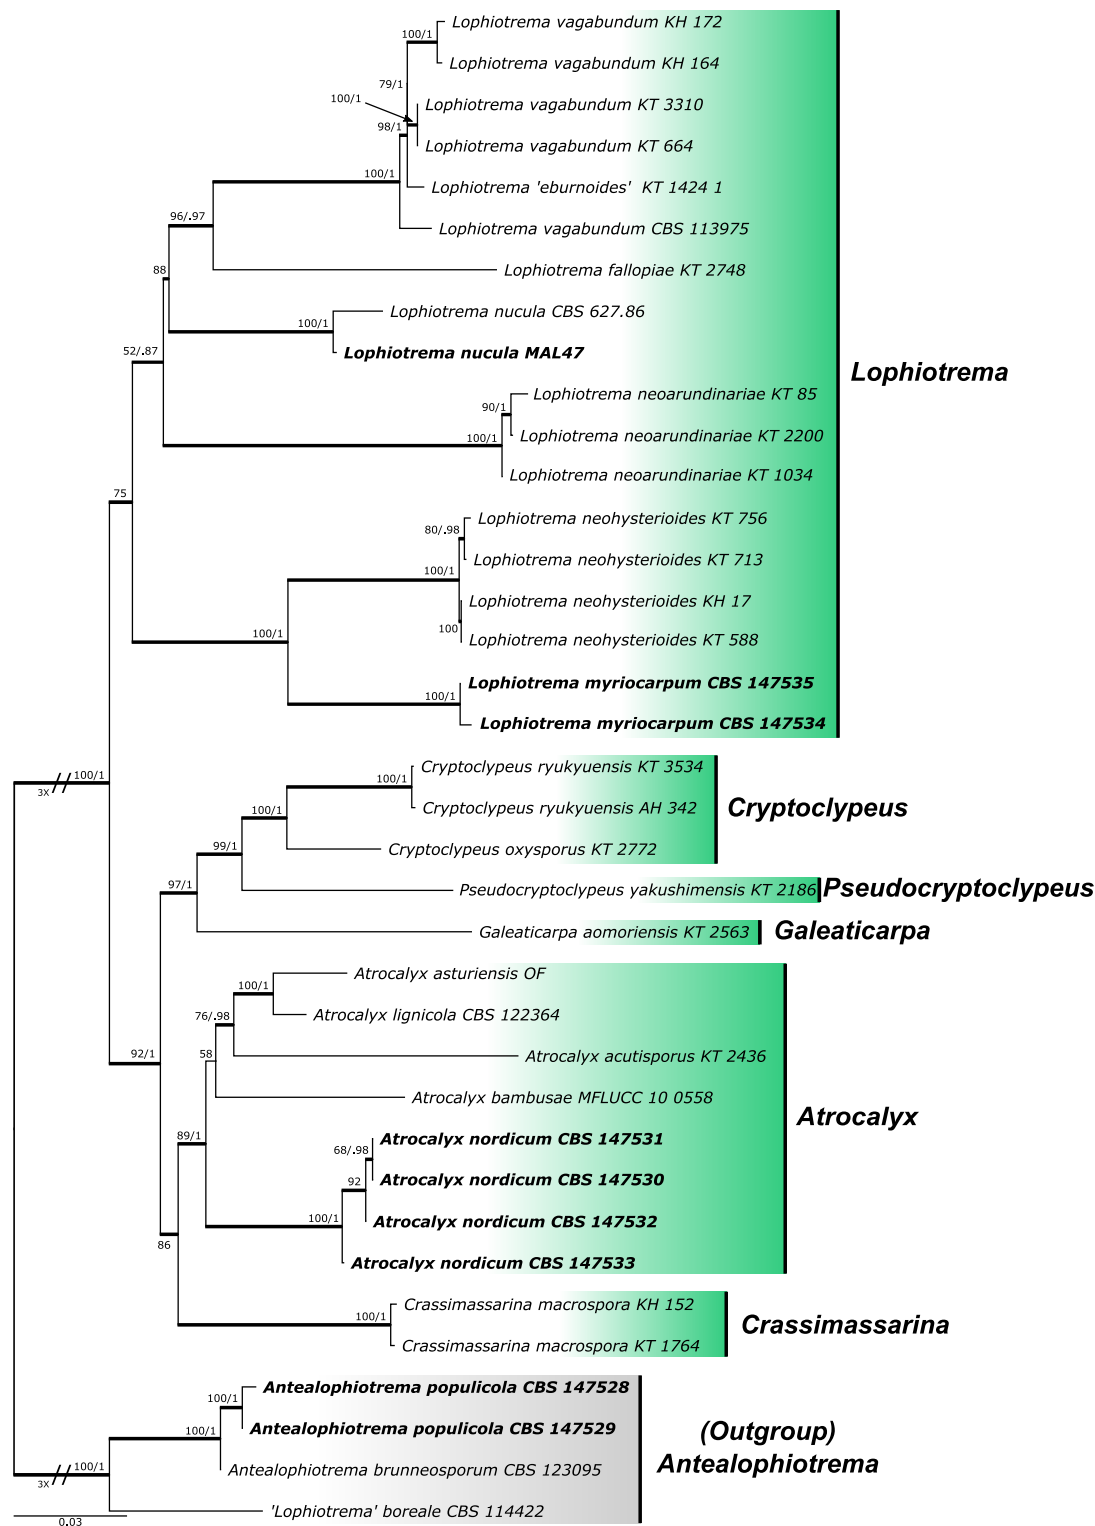 Lophiotrema vagabundum KH 172
100/1
Lophiotrema vagabundum KH 164
79/1
100/1
Lophiotrema vagabundum KT 3310
98/1
Lophiotrema vagabundum KT 664
100/1
Lophiotrema 'eburnoides' KT 1424 1
96/.97
Lophiotrema vagabundum CBS 113975
88
Lophiotrema fallopiae KT 2748
Lophiotrema nucula CBS 627.86
100/1
52/.87
Lophiotrema nucula MAL47
Lophiotrema
Lophiotrema neoarundinariae KT 85
90/1
Lophiotrema neoarundinariae KT 2200
100/1
Lophiotrema neoarundinariae KT 1034
75
Lophiotrema neohysterioides KT 756
80/.98
Lophiotrema neohysterioides KT 713
100/1
Lophiotrema neohysterioides KH 17
100
100/1
Lophiotrema neohysterioides KT 588
Lophiotrema myriocarpum CBS 147535
100/1
Lophiotrema myriocarpum CBS 147534
100/1
3X
Cryptoclypeus ryukyuensis KT 3534
100/1
Cryptoclypeus ryukyuensis AH 342
Cryptoclypeus
100/1
99/1
Cryptoclypeus oxysporus KT 2772
97/1
Pseudocryptoclypeus yakushimensis KT 2186
Pseudocryptoclypeus
Galeaticarpa aomoriensis KT 2563
Galeaticarpa
Atrocalyx asturiensis OF
100/1
Atrocalyx lignicola CBS 122364
76/.98
92/1
58
Atrocalyx acutisporus KT 2436
Atrocalyx bambusae MFLUCC 10 0558
Atrocalyx
89/1
Atrocalyx nordicum CBS 147531
68/.98
Atrocalyx nordicum CBS 147530
92
Atrocalyx nordicum CBS 147532
100/1
86
Atrocalyx nordicum CBS 147533
Crassimassarina macrospora KH 152
100/1
Crassimassarina
Crassimassarina macrospora KT 1764
Antealophiotrema populicola CBS 147528
100/1
Antealophiotrema populicola CBS 147529
(Outgroup)
Antealophiotrema
100/1
100/1
3X
Antealophiotrema brunneosporum CBS 123095
'Lophiotrema' boreale CBS 114422
0.03